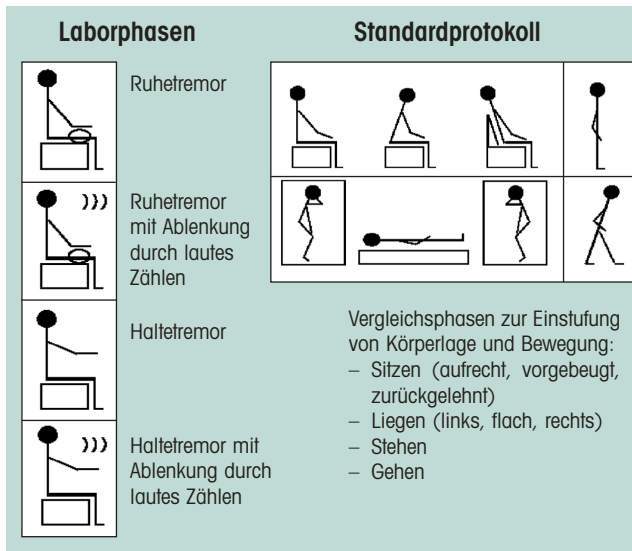 Laborphasen
Ruhetremor
Ruhetremor
mit Ablenkung
durch lautes
Zählen
Haltetremor
Haltetremor mit
Ablenkung durch
lautes Zählen
Standardprotokoll
Vergleichsphasen zur Einstufung
von Körperlage und Bewegung:
– Sitzen (aufrecht, vorgebeugt,
zurückgelehnt)
– Liegen (links, flach, rechts)
– Stehen
– Gehen